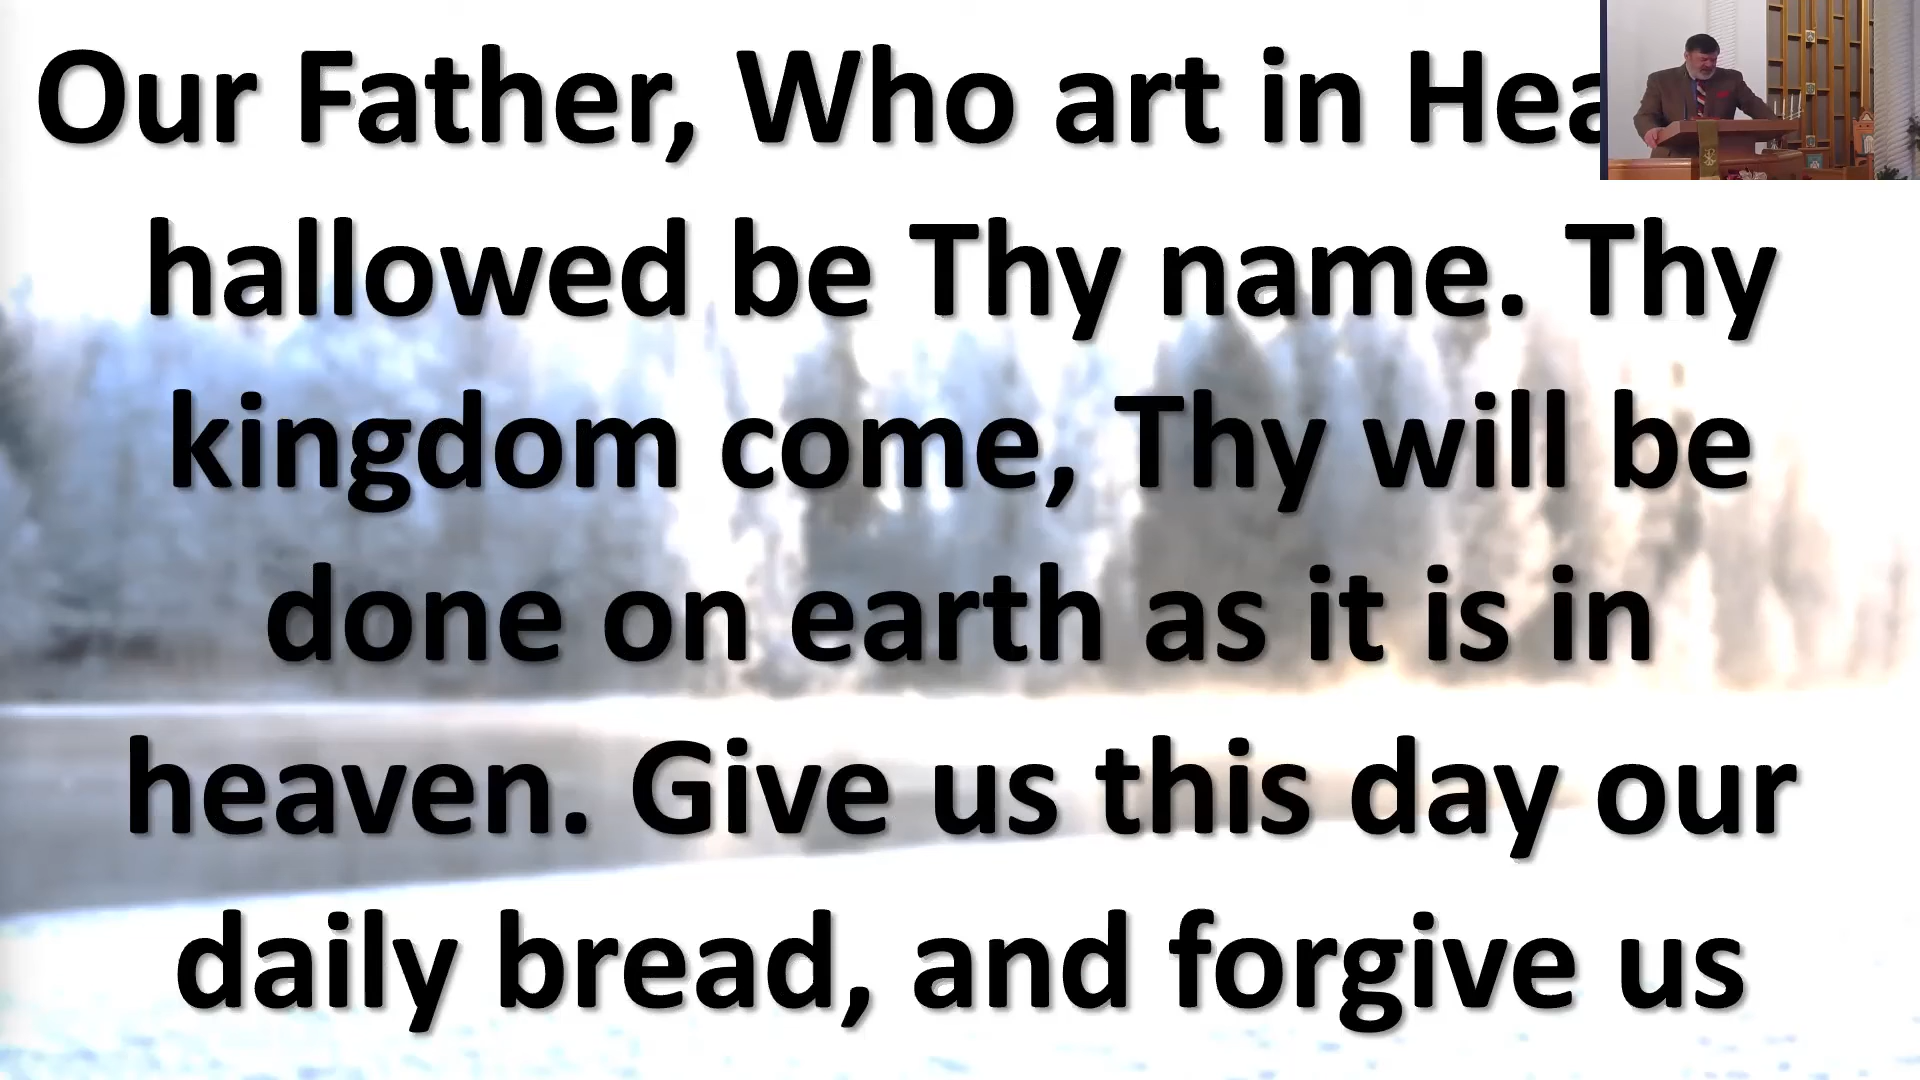 Our Father, Who art in Hea
hallowed be Thy name. Thy
kingdom come, Thy will be
done on earth as it is in
heaven. Give us this day our
daily bread, and forgive us